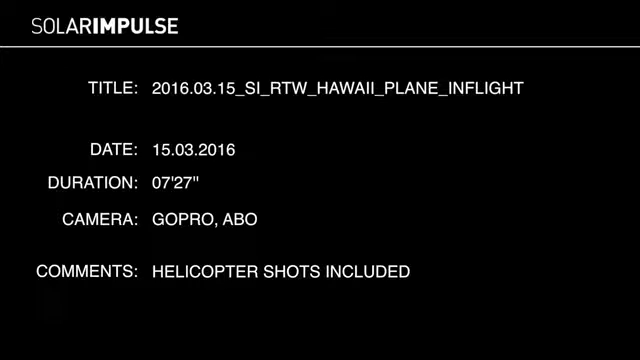 SOLARIMPULSE
TITLE: 2016.03.15_SI_RTW_HAWAII_PLANE_INFLIGHT
DATE: 15.03.2016
DURATION: 07'27"
CAMERA: GOPRO, ABO
COMMENTS: HELICOPTER SHOTS INCLUDED